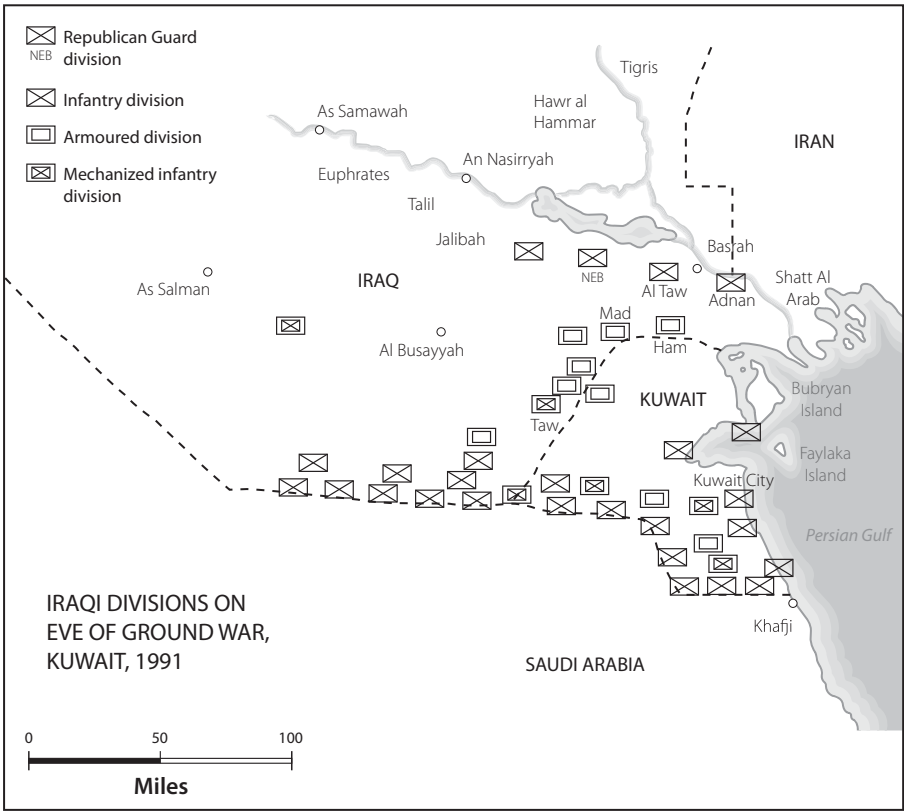 Republican Guard
NEB
division
Infantry division
Armoured division
Mechanized infantry
division
Tigris
As Samawah
Hawr al
Hammar
IRAN
An Nasirryah
Euphrates
Talil
Jalibah
Basrah
IRAQ
As Salman
NEB
Al Taw
Adnan
Shatt Al
Arab
Mad
Ham
Al Busayyah
KUWAIT
Bubryan
Island
Taw
Faylaka
Island
Kuwait City
Persian Gulf
IRAQI DIVISIONS ON
EVE OF GROUND WAR,
KUWAIT, 1991
Khafji
SAUDI ARABIA
0 50 100
Miles